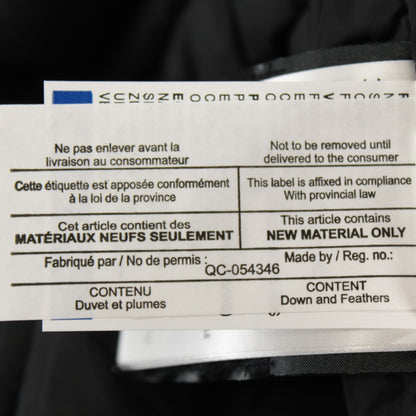 Ne pas enlever avant la
livraison au consommateur
Not to be removed until
delivered to the consumer
Cette étiquette est apposée conformément
à la loi de la province
This label is affixed in compliance
With provincial law
Cet article contient des
MATÉRIAUX NEUFS SEULEMENT
This article contains
NEW MATERIAL ONLY
Fabriqué par / No de permis :
Made by / Reg. no.:
QC-054346
CONTENU
Duvet et plumes
CONTENT
Down and Feathers